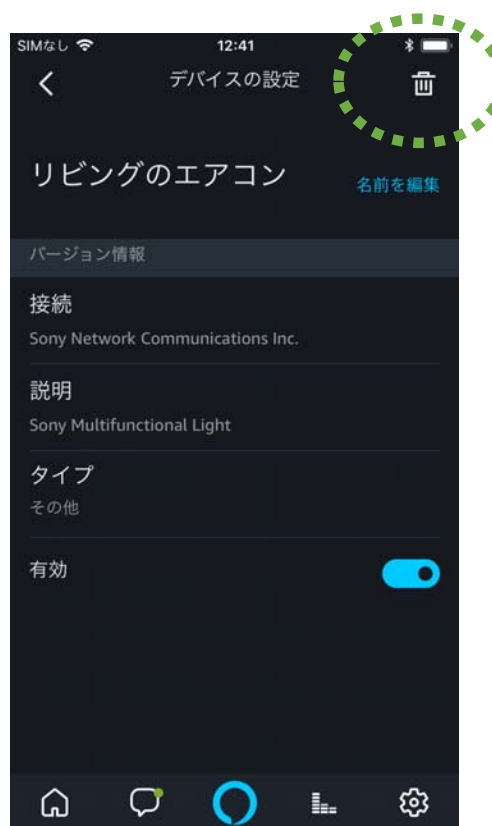 SIMなし 12:41
デバイスの設定
リビングのエアコン
名前を編集
バージョン情報
接続
Sony Network Communications Inc.
説明
Sony Multifunctional Light
タイプ
その他
有効